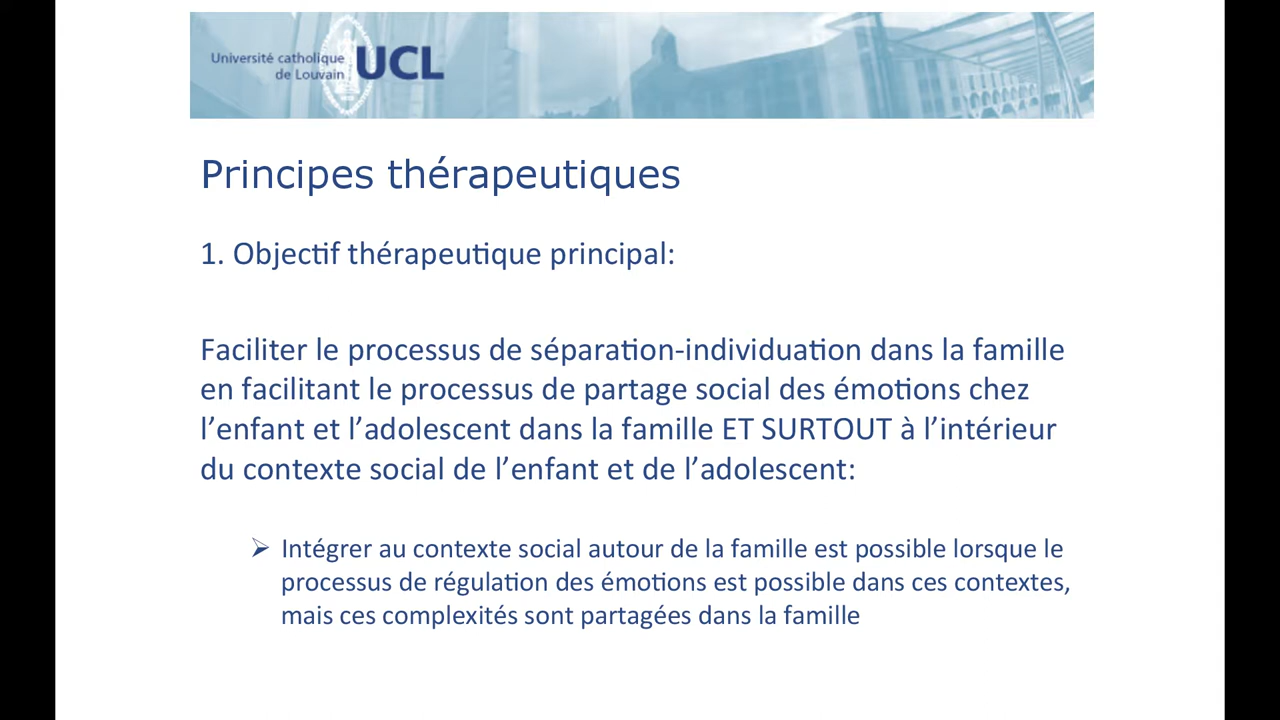 Université catholique
de Louvain
UCL
Principes thérapeutiques
1. Objectif thérapeutique principal:
Faciliter le processus de séparation-individuation dans la famille
en facilitant le processus de partage social des émotions chez
l’enfant et l’adolescent dans la famille ET SURTOUT à l’intérieur
du contexte social de l’enfant et de l’adolescent:
➢ Intégrer au contexte social autour de la famille est possible lorsque le
processus de régulation des émotions est possible dans ces contextes,
mais ces complexités sont partagées dans la famille